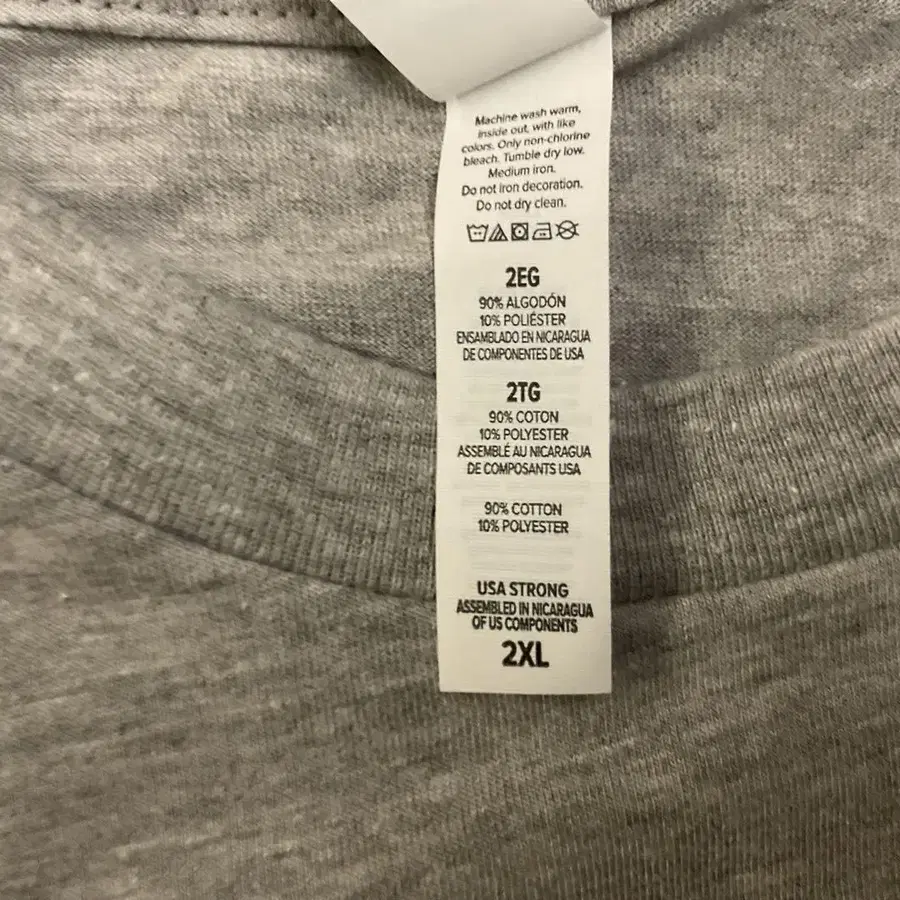 Machine wash warm,
inside out, with like
colors. Only non-chlorine
bleach. Tumble dry low.
Medium iron.
Do not iron decoration.
Do not dry clean.
2EG
90% ALGODÓN
10% POLIÉSTER
ENSAMBLADO EN NICARAGUA
DE COMPONENTES DE USA
2TG
90% COTON
10% POLYESTER
ASSEMBLÉ AU NICARAGUA
DE COMPOSANTS USA
90% COTTON
10% POLYESTER
USA STRONG
ASSEMBLED IN NICARAGUA
OF US COMPONENTS
2XL